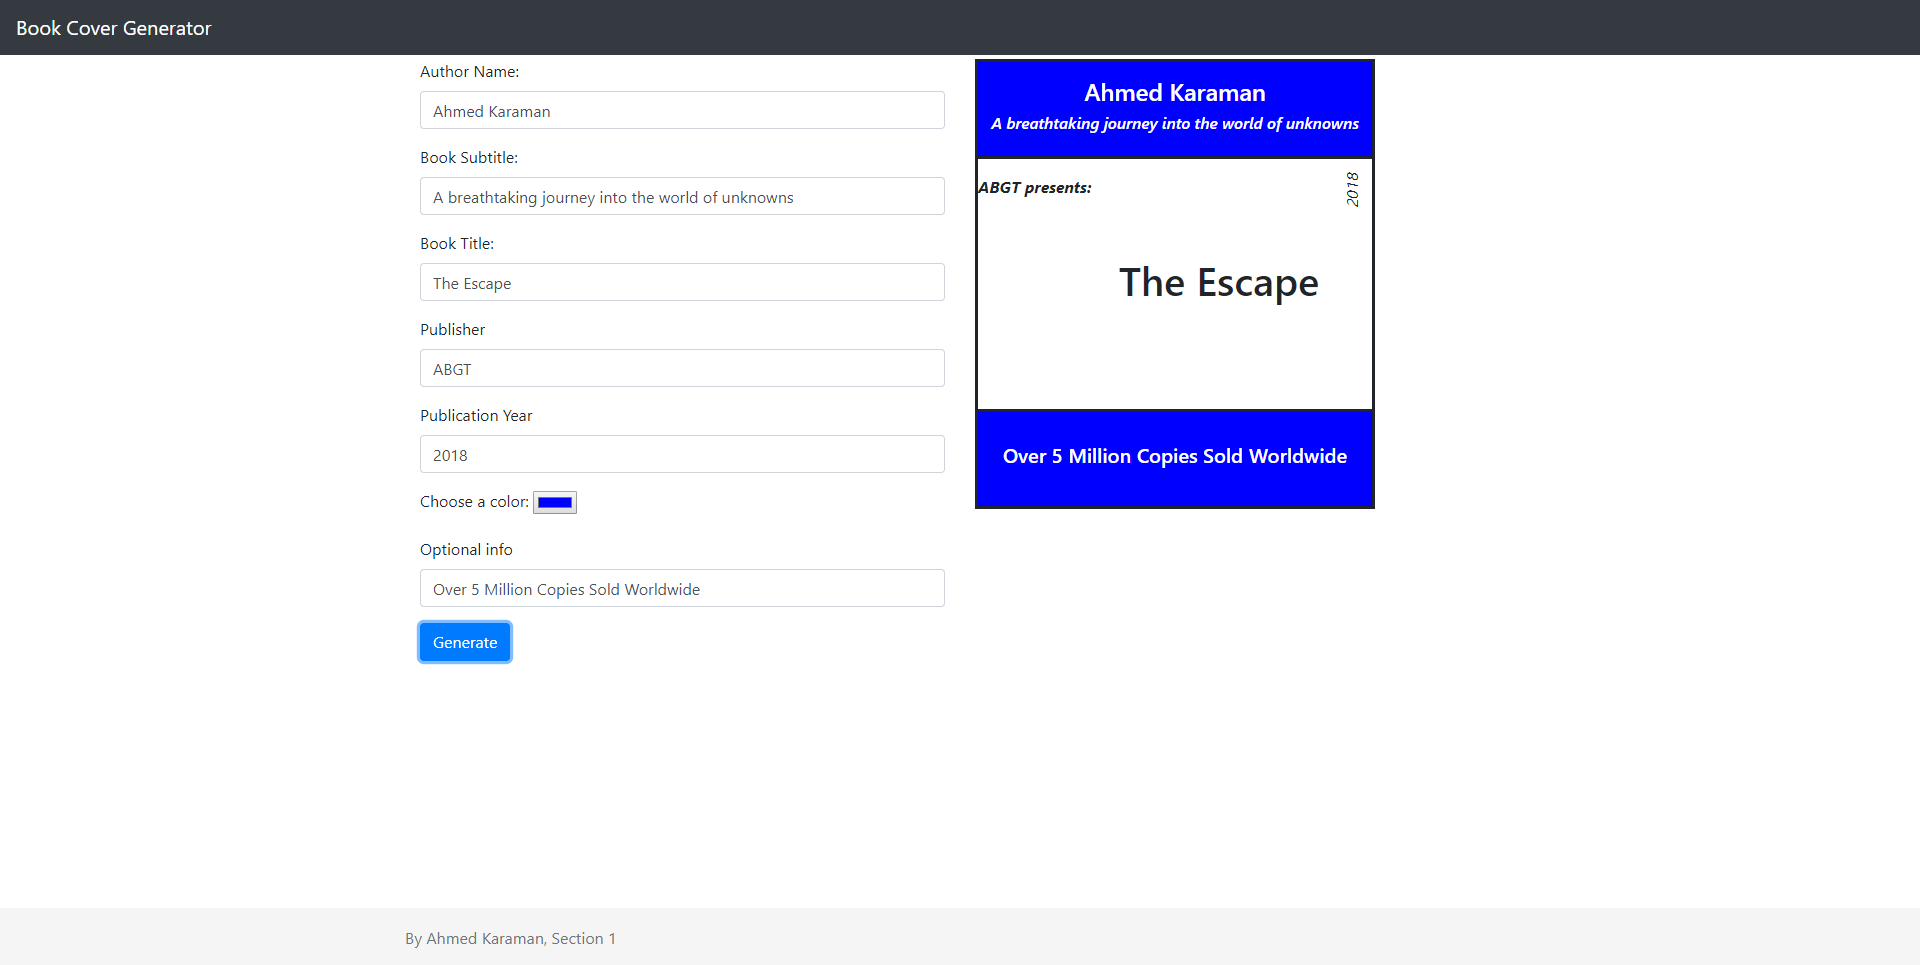 Book Cover Generator
Author Name:
Ahmed Karaman
Book Subtitle:
A breathtaking journey into the world of unknowns
Book Title:
The Escape
Publisher
ABGT
Publication Year
2018
Choose a color:
Optional info
Over 5 Million Copies Sold Worldwide
Generate
Ahmed Karaman
A breathtaking journey into the world of unknowns
ABGT presents:
2018
The Escape
Over 5 Million Copies Sold Worldwide
By Ahmed Karaman, Section 1